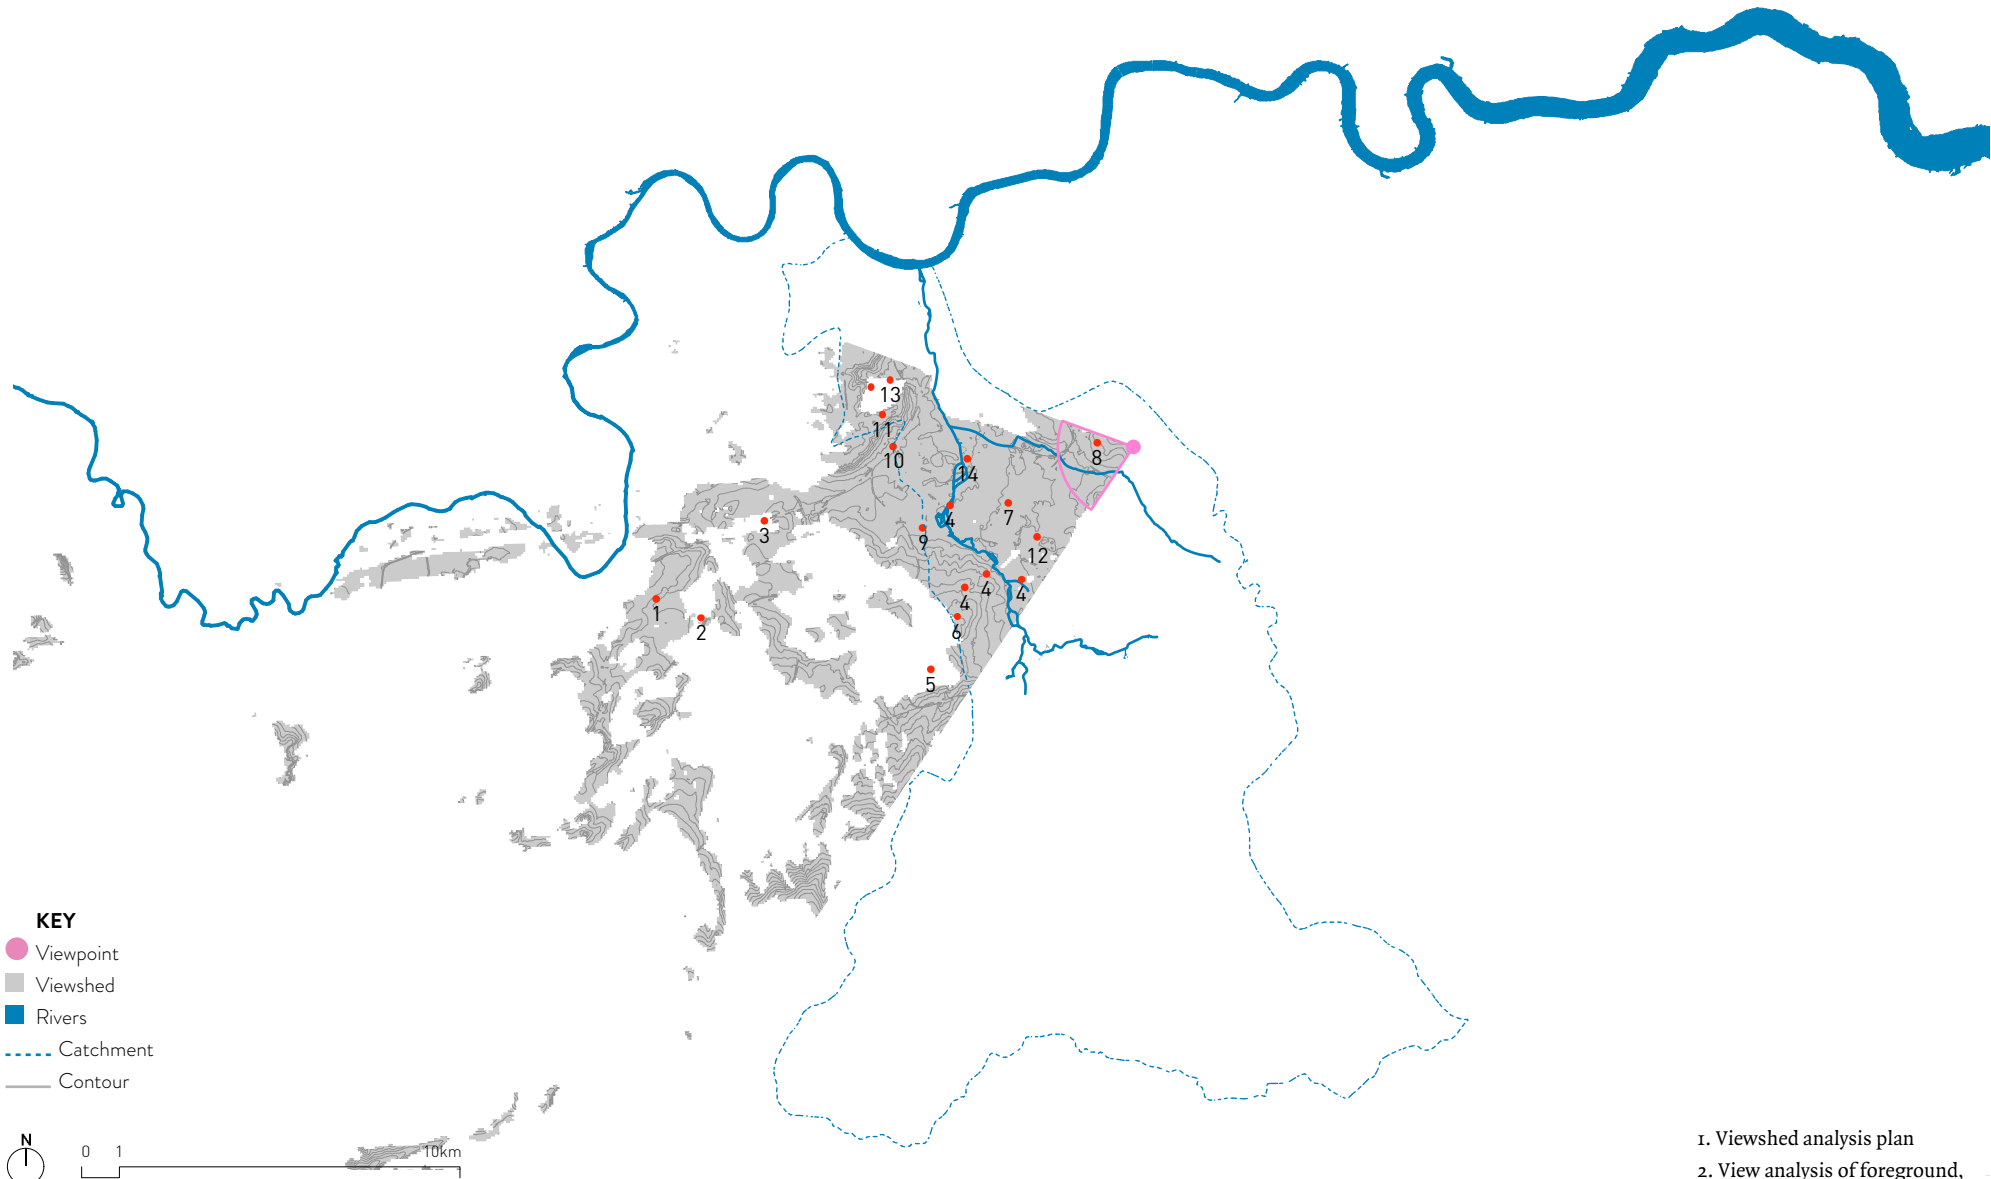 13
11
10
8
14
4
7
3
9
12
4
4
4
1
2
6
5
KEY
Viewpoint
Viewshed
Rivers
Catchment
Contour
N
0 1 10km
1. Viewshed analysis plan
2. View analysis of foreground,